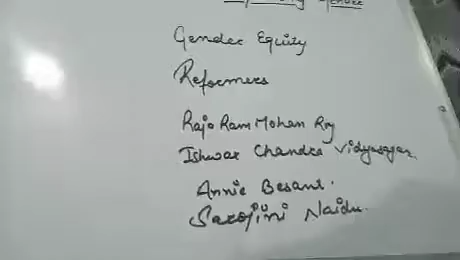 Gender Equity
Reformers
Raja Ram Mohan Roy
Ishwar Chandra Vidyasagar
Annie Besant.
Sarojini Naidu.